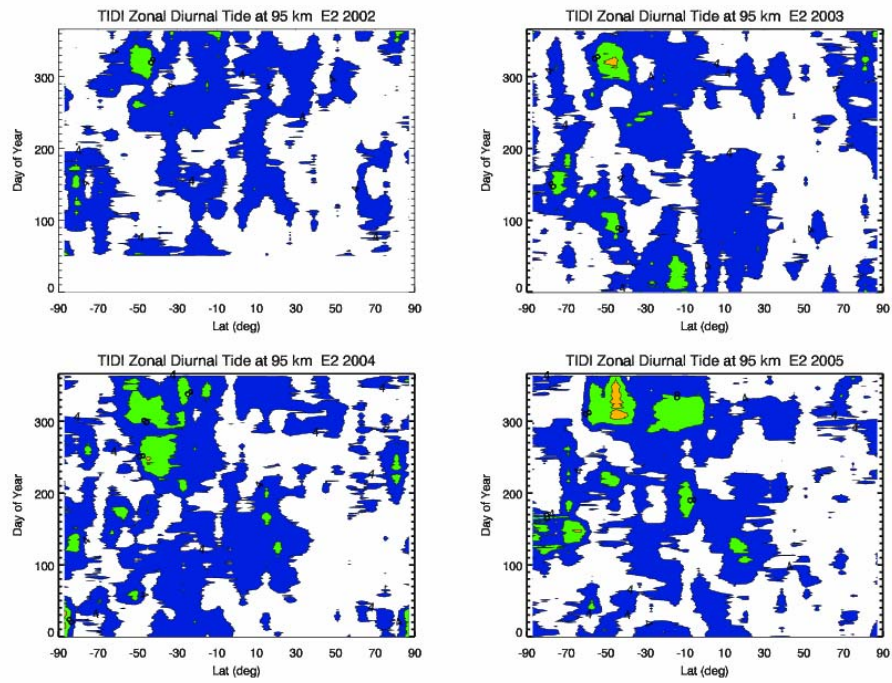 TIDI Zonal Diurnal Tide at 95 km E2 2002
Day of Year
300
200
100
0
-90 -70 -50 -30 -10 10 30 50 70 90
Lat (deg)
TIDI Zonal Diurnal Tide at 95 km E2 2003
Day of Year
300
200
100
0
-90 -70 -50 -30 -10 10 30 50 70 90
Lat (deg)
TIDI Zonal Diurnal Tide at 95 km E2 2004
Day of Year
300
200
100
0
-90 -70 -50 -30 -10 10 30 50 70 90
Lat (deg)
TIDI Zonal Diurnal Tide at 95 km E2 2005
Day of Year
300
200
100
0
-90 -70 -50 -30 -10 10 30 50 70 90
Lat (deg)